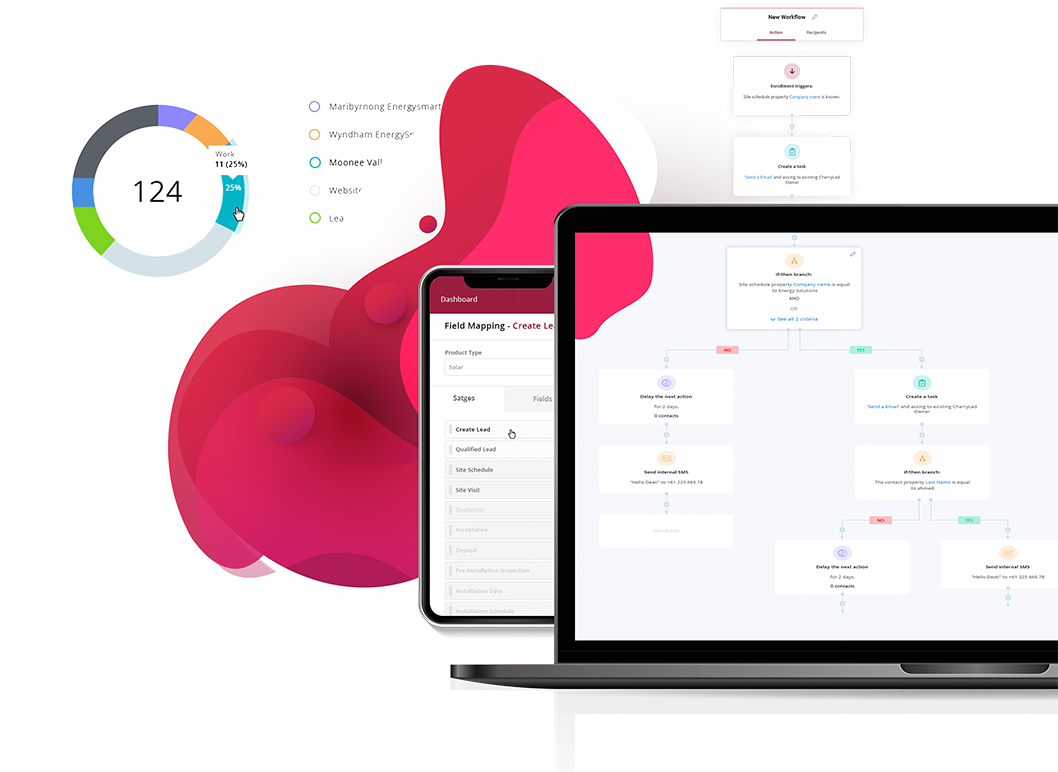 New Workflow
Action
Recipents
Enrollment triggers:
Site schedule property Company name is known.
Create a task
'Send a Email' and assing to existing CherryLed
Owner
Work
11 (25%)
25%
124
Maribyrnong Energysmart
Wyndham EnergyS
Moonee Val
Website
Lea
Dashboard
Field Mapping - Create Le
Product Type
Solar
Satges
Fields
Create Lead
Qualified Lead
Site Schedule
Site Visit
Quotation
Acceptance
Deposit
Pre-Installation Inspection
Installation Date
Installation Schedule
if/then branch:
Site schedule property Company name is equal
to Energy Solutions
AND
OR
See all 2 criteria
NO
YES
Delay the next action
for 2 days.
0 contacts
Send internal SMS
"Hello Deat!" to +61 225 665 78
New Action
Create a task
'Send a Email' and assing to existing CherryLed
Owner
if/then branch:
The contact property Last Name is equal
to ahmed.
NO
YES
Delay the next action
for 2 days.
0 contacts
Send internal SMS
"Hello Deat!" to +61 225 665 78